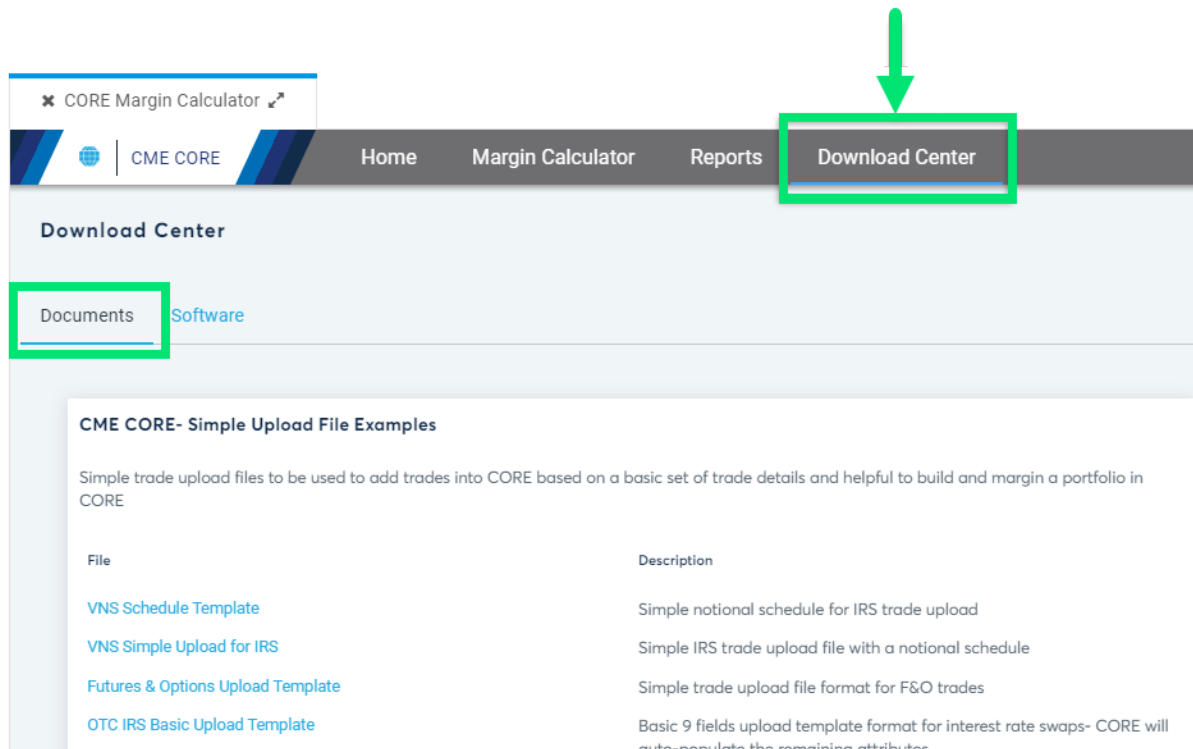 CORE Margin Calculator
CME CORE
Home
Margin Calculator
Reports
Download Center
Download Center
Documents
Software
CME CORE- Simple Upload File Examples
Simple trade upload files to be used to add trades into CORE based on a basic set of trade details and helpful to build and margin a portfolio in
CORE
File
Description
VNS Schedule Template
Simple notional schedule for IRS trade upload
VNS Simple Upload for IRS
Simple IRS trade upload file with a notional schedule
Futures & Options Upload Template
Simple trade upload file format for F&O trades
OTC IRS Basic Upload Template
Basic 9 fields upload template format for interest rate swaps- CORE will
auto-populate the remaining attributes